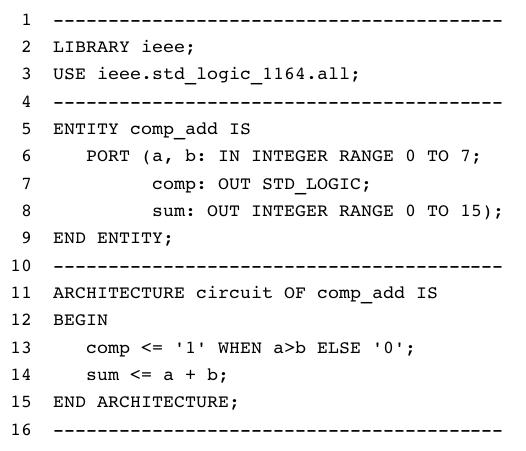 1 -----------------------------------------
2 LIBRARY ieee;
3 USE ieee.std_logic_1164.all;
4 -----------------------------------------
5 ENTITY comp_add IS
6    PORT (a, b: IN INTEGER RANGE 0 TO 7;
7          comp: OUT STD_LOGIC;
8          sum: OUT INTEGER RANGE 0 TO 15);
9 END ENTITY;
10 -----------------------------------------
11 ARCHITECTURE circuit OF comp_add IS
12 BEGIN
13    comp <= '1' WHEN a>b ELSE '0';
14    sum <= a + b;
15 END ARCHITECTURE;
16 -----------------------------------------